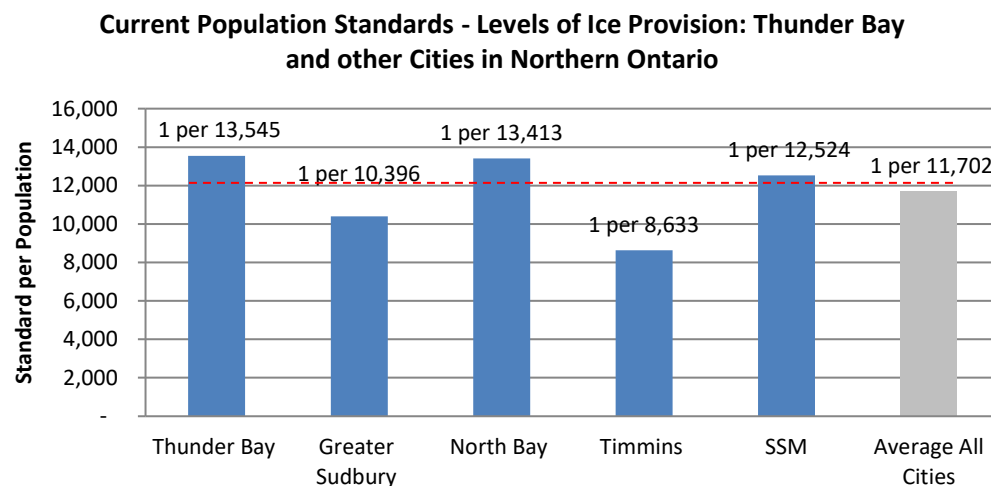 Current Population Standards - Levels of Ice Provision: Thunder Bay
and other Cities in Northern Ontario
Standard per Population
16,000
14,000
12,000
10,000
8,000
6,000
4,000
2,000
-
1 per 13,545
1 per 10,396
1 per 13,413
1 per 8,633
1 per 12,524
1 per 11,702
Thunder Bay
Greater
Sudbury
North Bay
Timmins
SSM
Average All
Cities